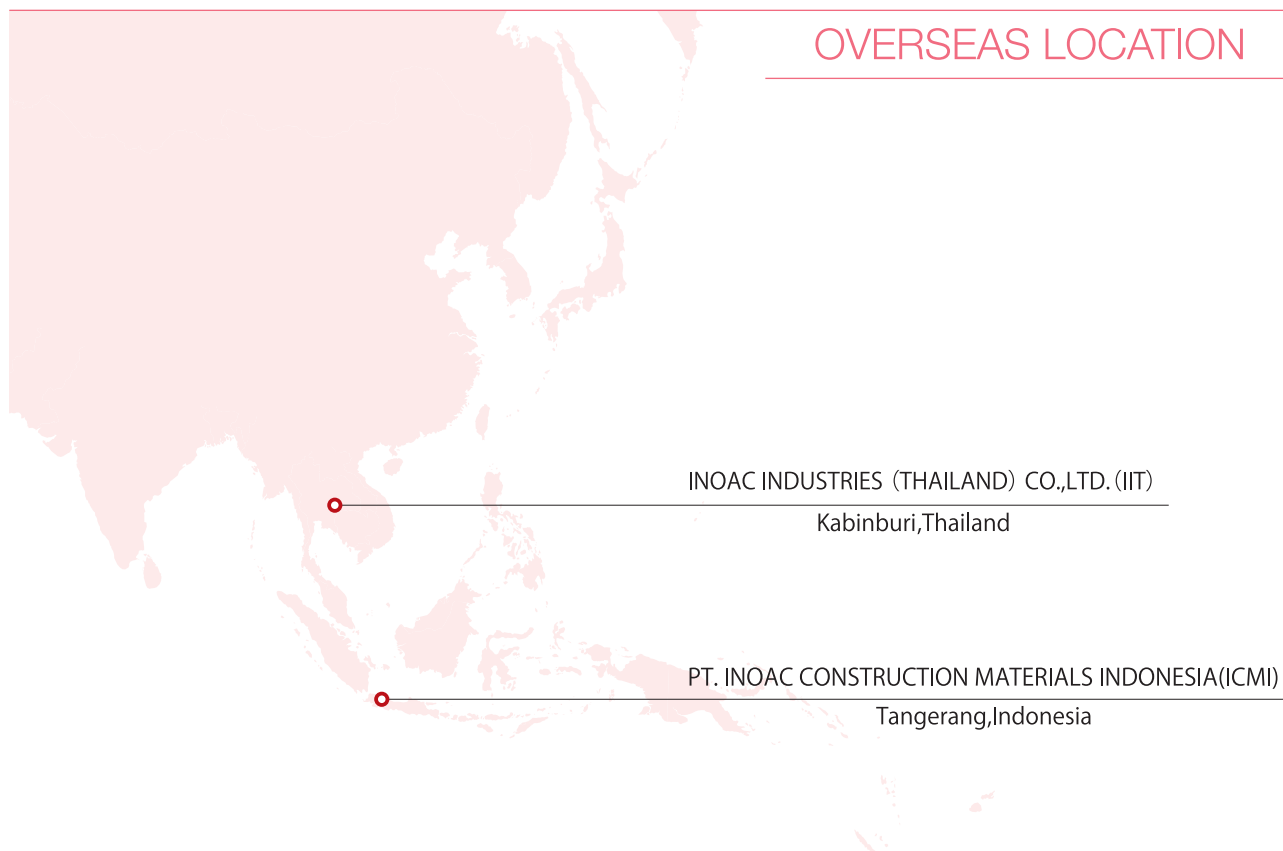 OVERSEAS LOCATION
INOAC INDUSTRIES（THAILAND）CO.,LTD.（IIT）
Kabinburi,Thailand
PT. INOAC CONSTRUCTION MATERIALS INDONESIA(ICMI)
Tangerang,Indonesia